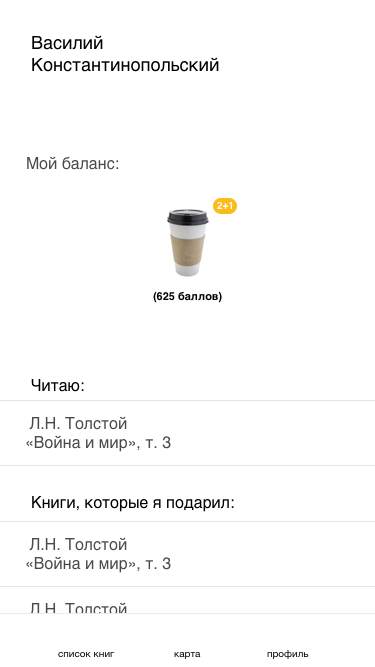 Василий
Константинопольский
Мой баланс:
2+1
(625 баллов)
Читаю:
Л.Н. Толстой
«Война и мир», т. 3
Книги, которые я подарил:
Л.Н. Толстой
«Война и мир», т. 3
Л.Н. Толстой
список книг
карта
профиль